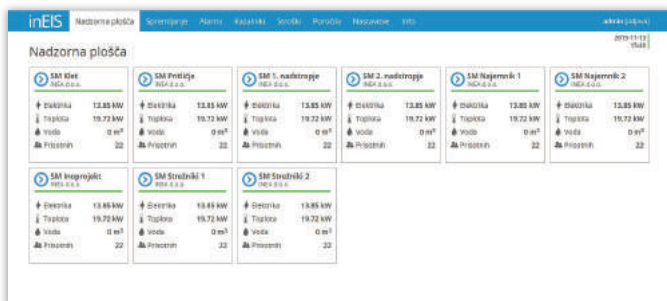 inEIS Nadzorna plošča Spremljanje Alarmi Kazalniki Stroški Poročila Nastavitve Info admin (odjava)
2019-11-13
Nadzorna plošča
SM Klet SM Pritličje SM 1. nadstropje SM 2. nadstropje SM Najemnik 1 SM Najemnik 2
INEA d.o.o. INEA d.o.o. INEA d.o.o. INEA d.o.o. INEA d.o.o. INEA d.o.o.
Elektrika 13.85 kW Elektrika 13.85 kW Elektrika 13.85 kW Elektrika 13.85 kW Elektrika 13.85 kW Elektrika 13.85 kW
Toplota 19.72 kW Toplota 19.72 kW Toplota 19.72 kW Toplota 19.72 kW Toplota 19.72 kW Toplota 19.72 kW
Voda 0 m³ Voda 0 m³ Voda 0 m³ Voda 0 m³ Voda 0 m³ Voda 0 m³
Prisotnih 22 Prisotnih 22 Prisotnih 22 Prisotnih 22 Prisotnih 22 Prisotnih 22
SM Ineprojekt SM Strežniki 1 SM Strežniki 2
INEA d.o.o. INEA d.o.o. INEA d.o.o.
Elektrika 13.85 kW Elektrika 13.85 kW Elektrika 13.85 kW
Toplota 19.72 kW Toplota 19.72 kW Toplota 19.72 kW
Voda 0 m³ Voda 0 m³ Voda 0 m³
Prisotnih 22 Prisotnih 22 Prisotnih 22